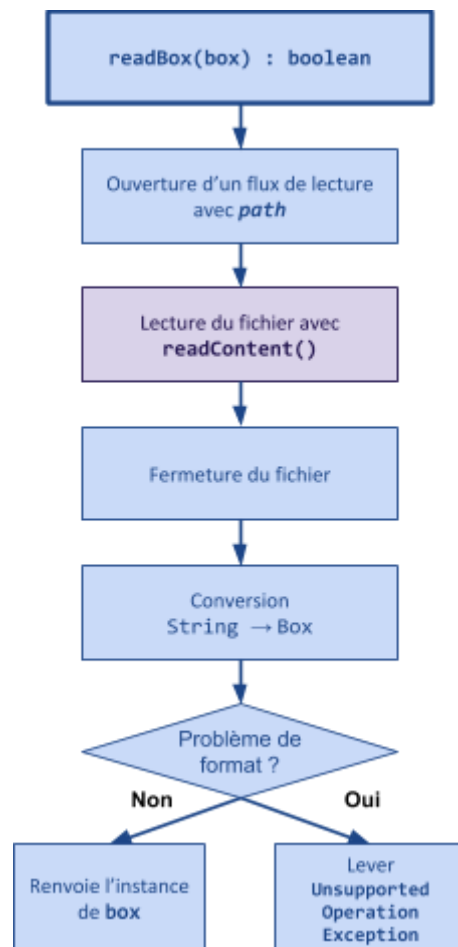 readBox(box) : boolean
Ouverture d'un flux de lecture
avec path
Lecture du fichier avec
readContent()
Fermeture du fichier
Conversion
String → Box
Problème de
format ?
Non
Oui
Renvoie l'instance
de box
Lever
Unsupported
Operation
Exception